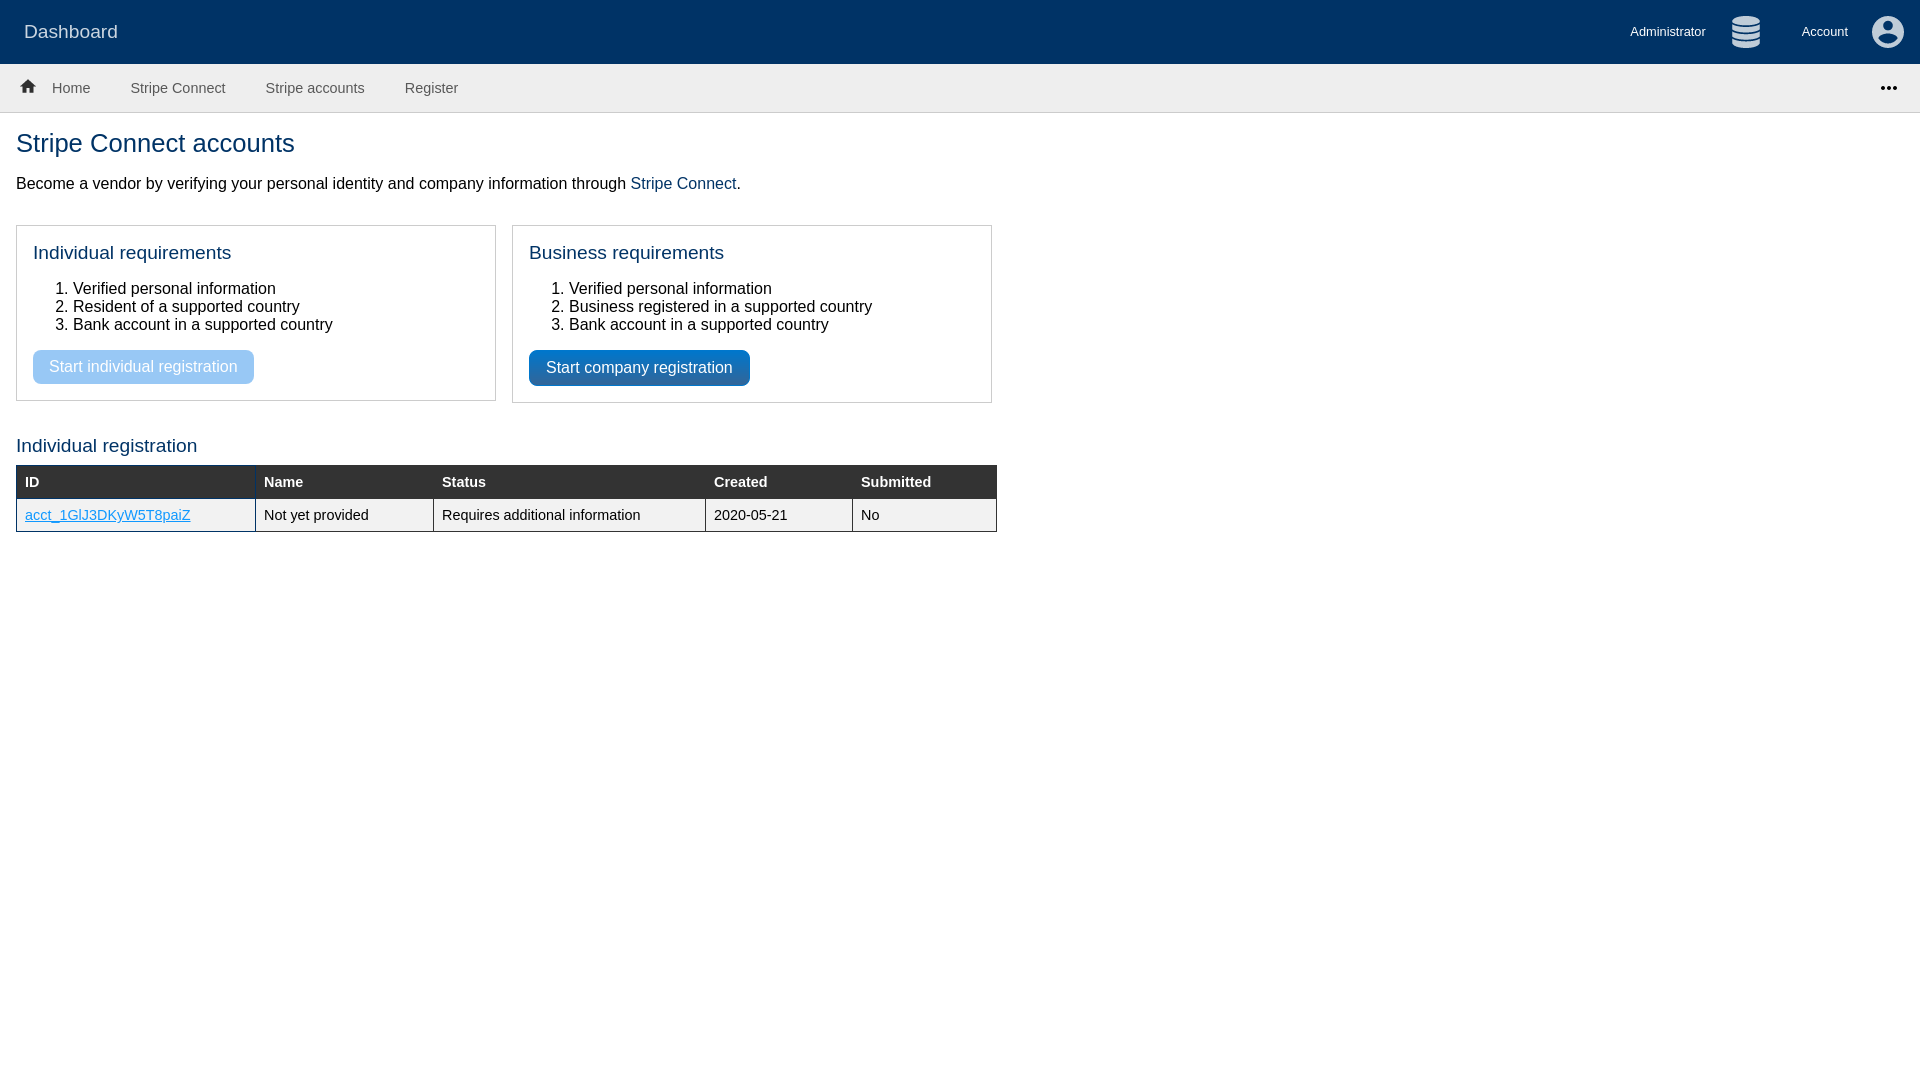 Dashboard
Administrator
Account
Home
Stripe Connect
Stripe accounts
Register
Stripe Connect accounts
Become a vendor by verifying your personal identity and company information through Stripe Connect.
Individual requirements
1. Verified personal information
2. Resident of a supported country
3. Bank account in a supported country
Start individual registration
Business requirements
1. Verified personal information
2. Business registered in a supported country
3. Bank account in a supported country
Start company registration
Individual registration
ID Name Status Created Submitted
acct_1GlJ3DKyW5T8paiZ Not yet provided Requires additional information 2020-05-21 No